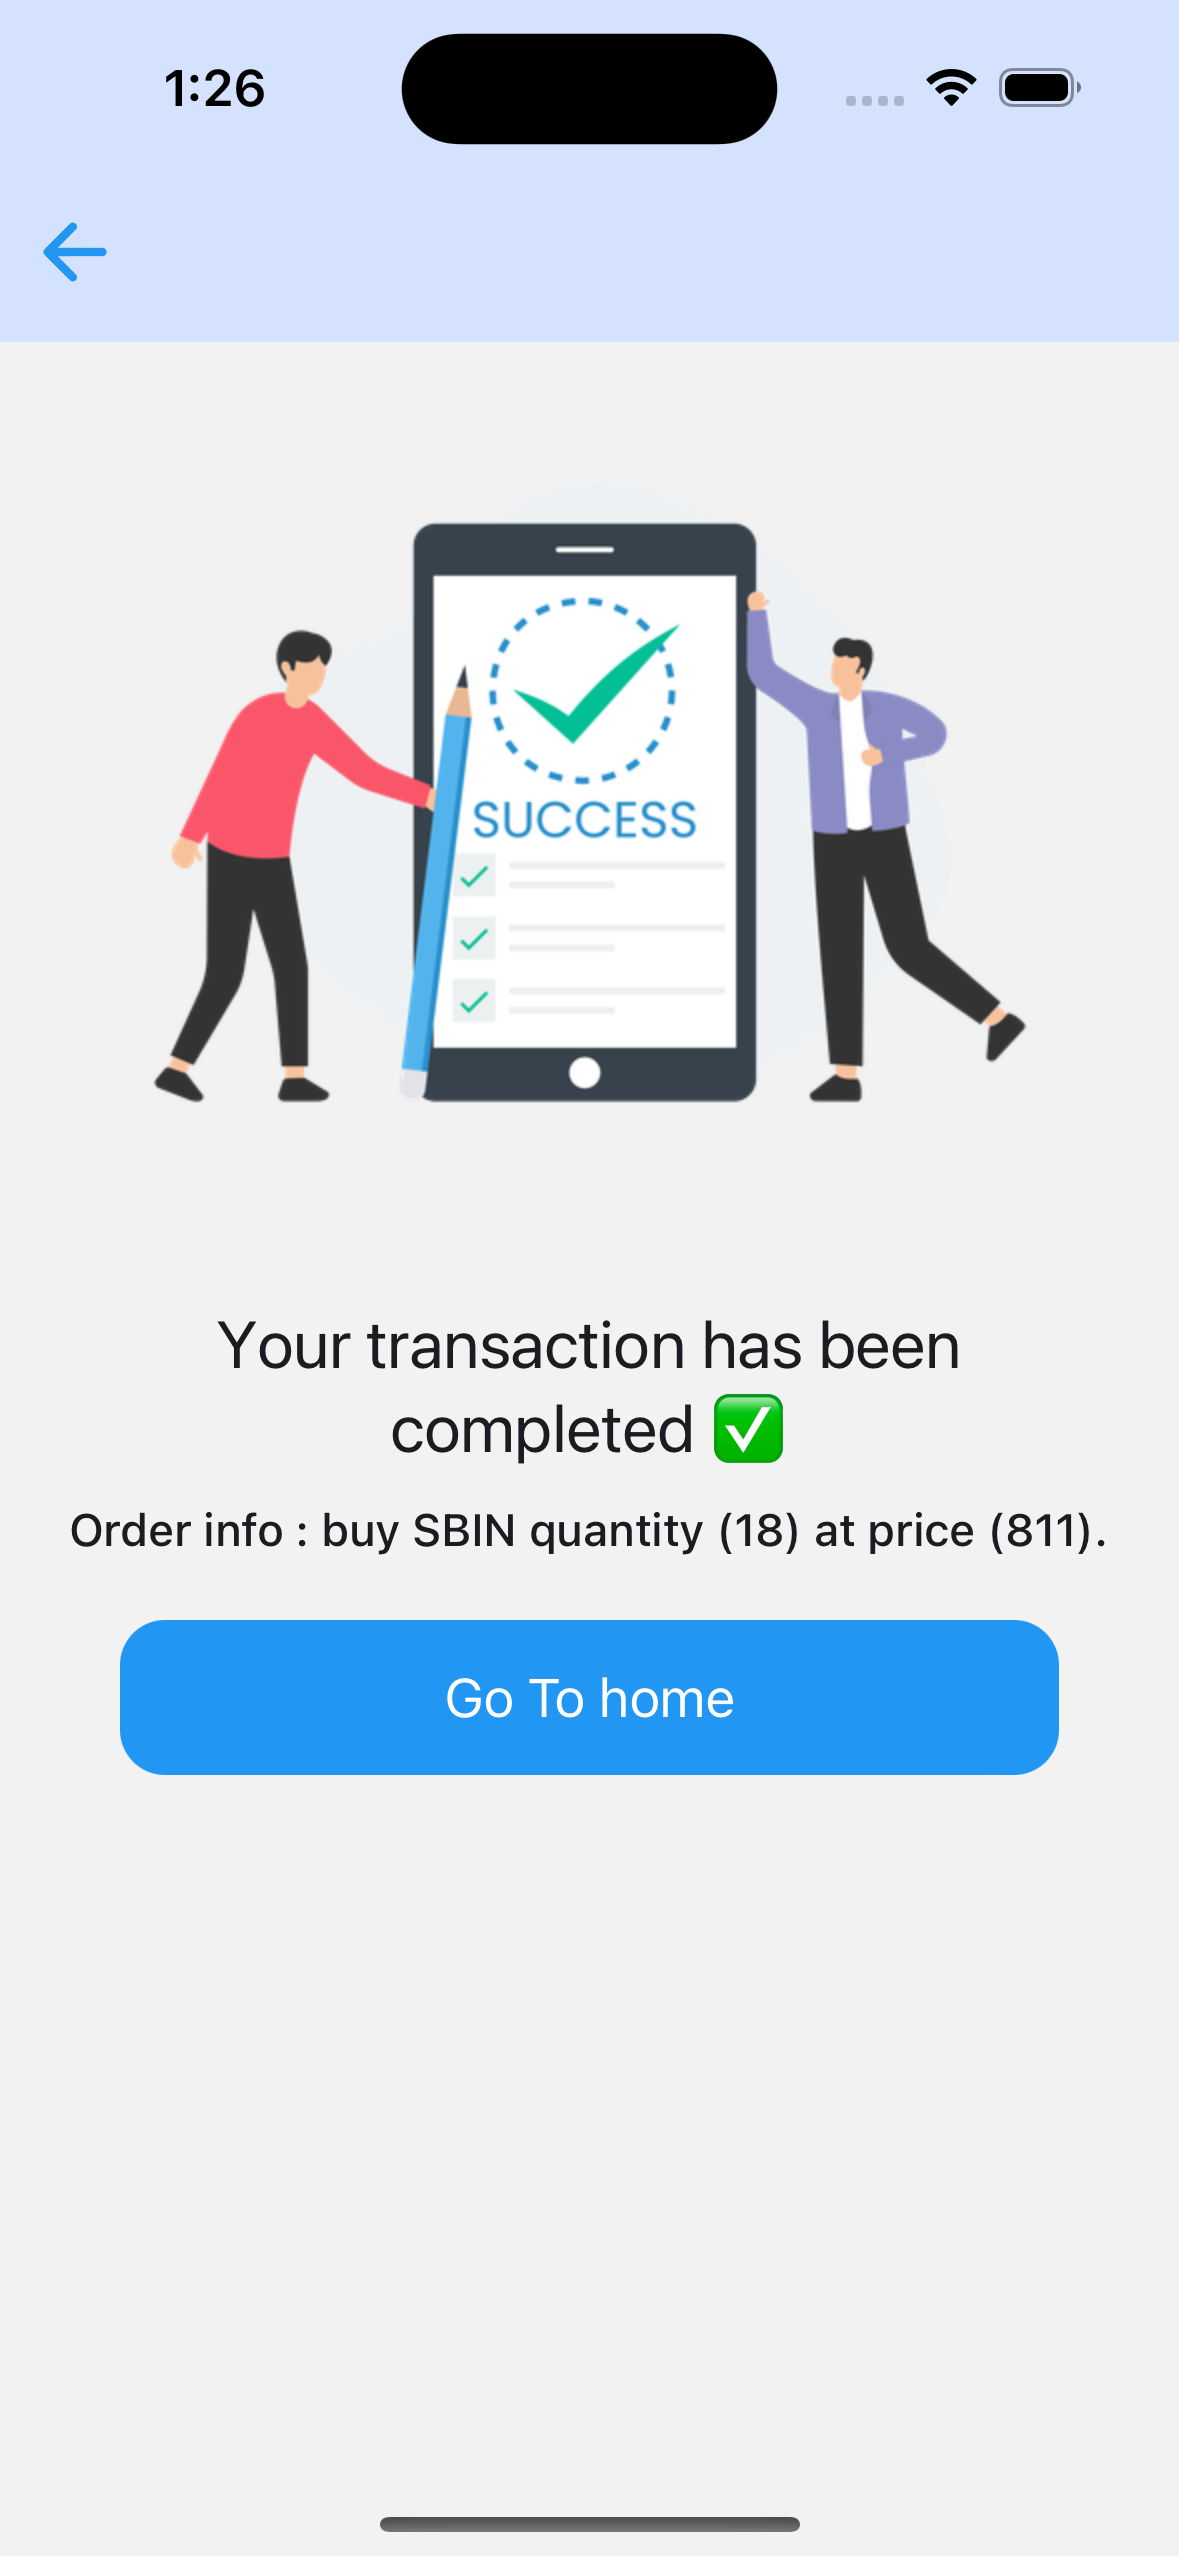 1:26
SUCCESS
Your transaction has been
completed ✅
Order info : buy SBIN quantity (18) at price (811).
Go To home